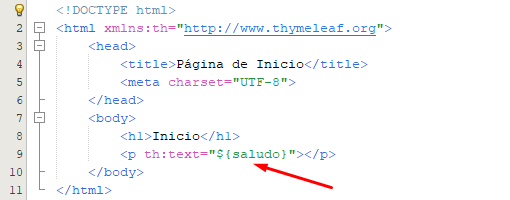 <!DOCTYPE html>
2 <html xmlns:th="http://www.thymeleaf.org">
3 <head>
4 <title>Página de Inicio</title>
5 <meta charset="UTF-8">
6 </head>
7 <body>
8 <h1>Inicio</h1>
9 <p th:text="${saludo}"></p>
10 </body>
11 </html>